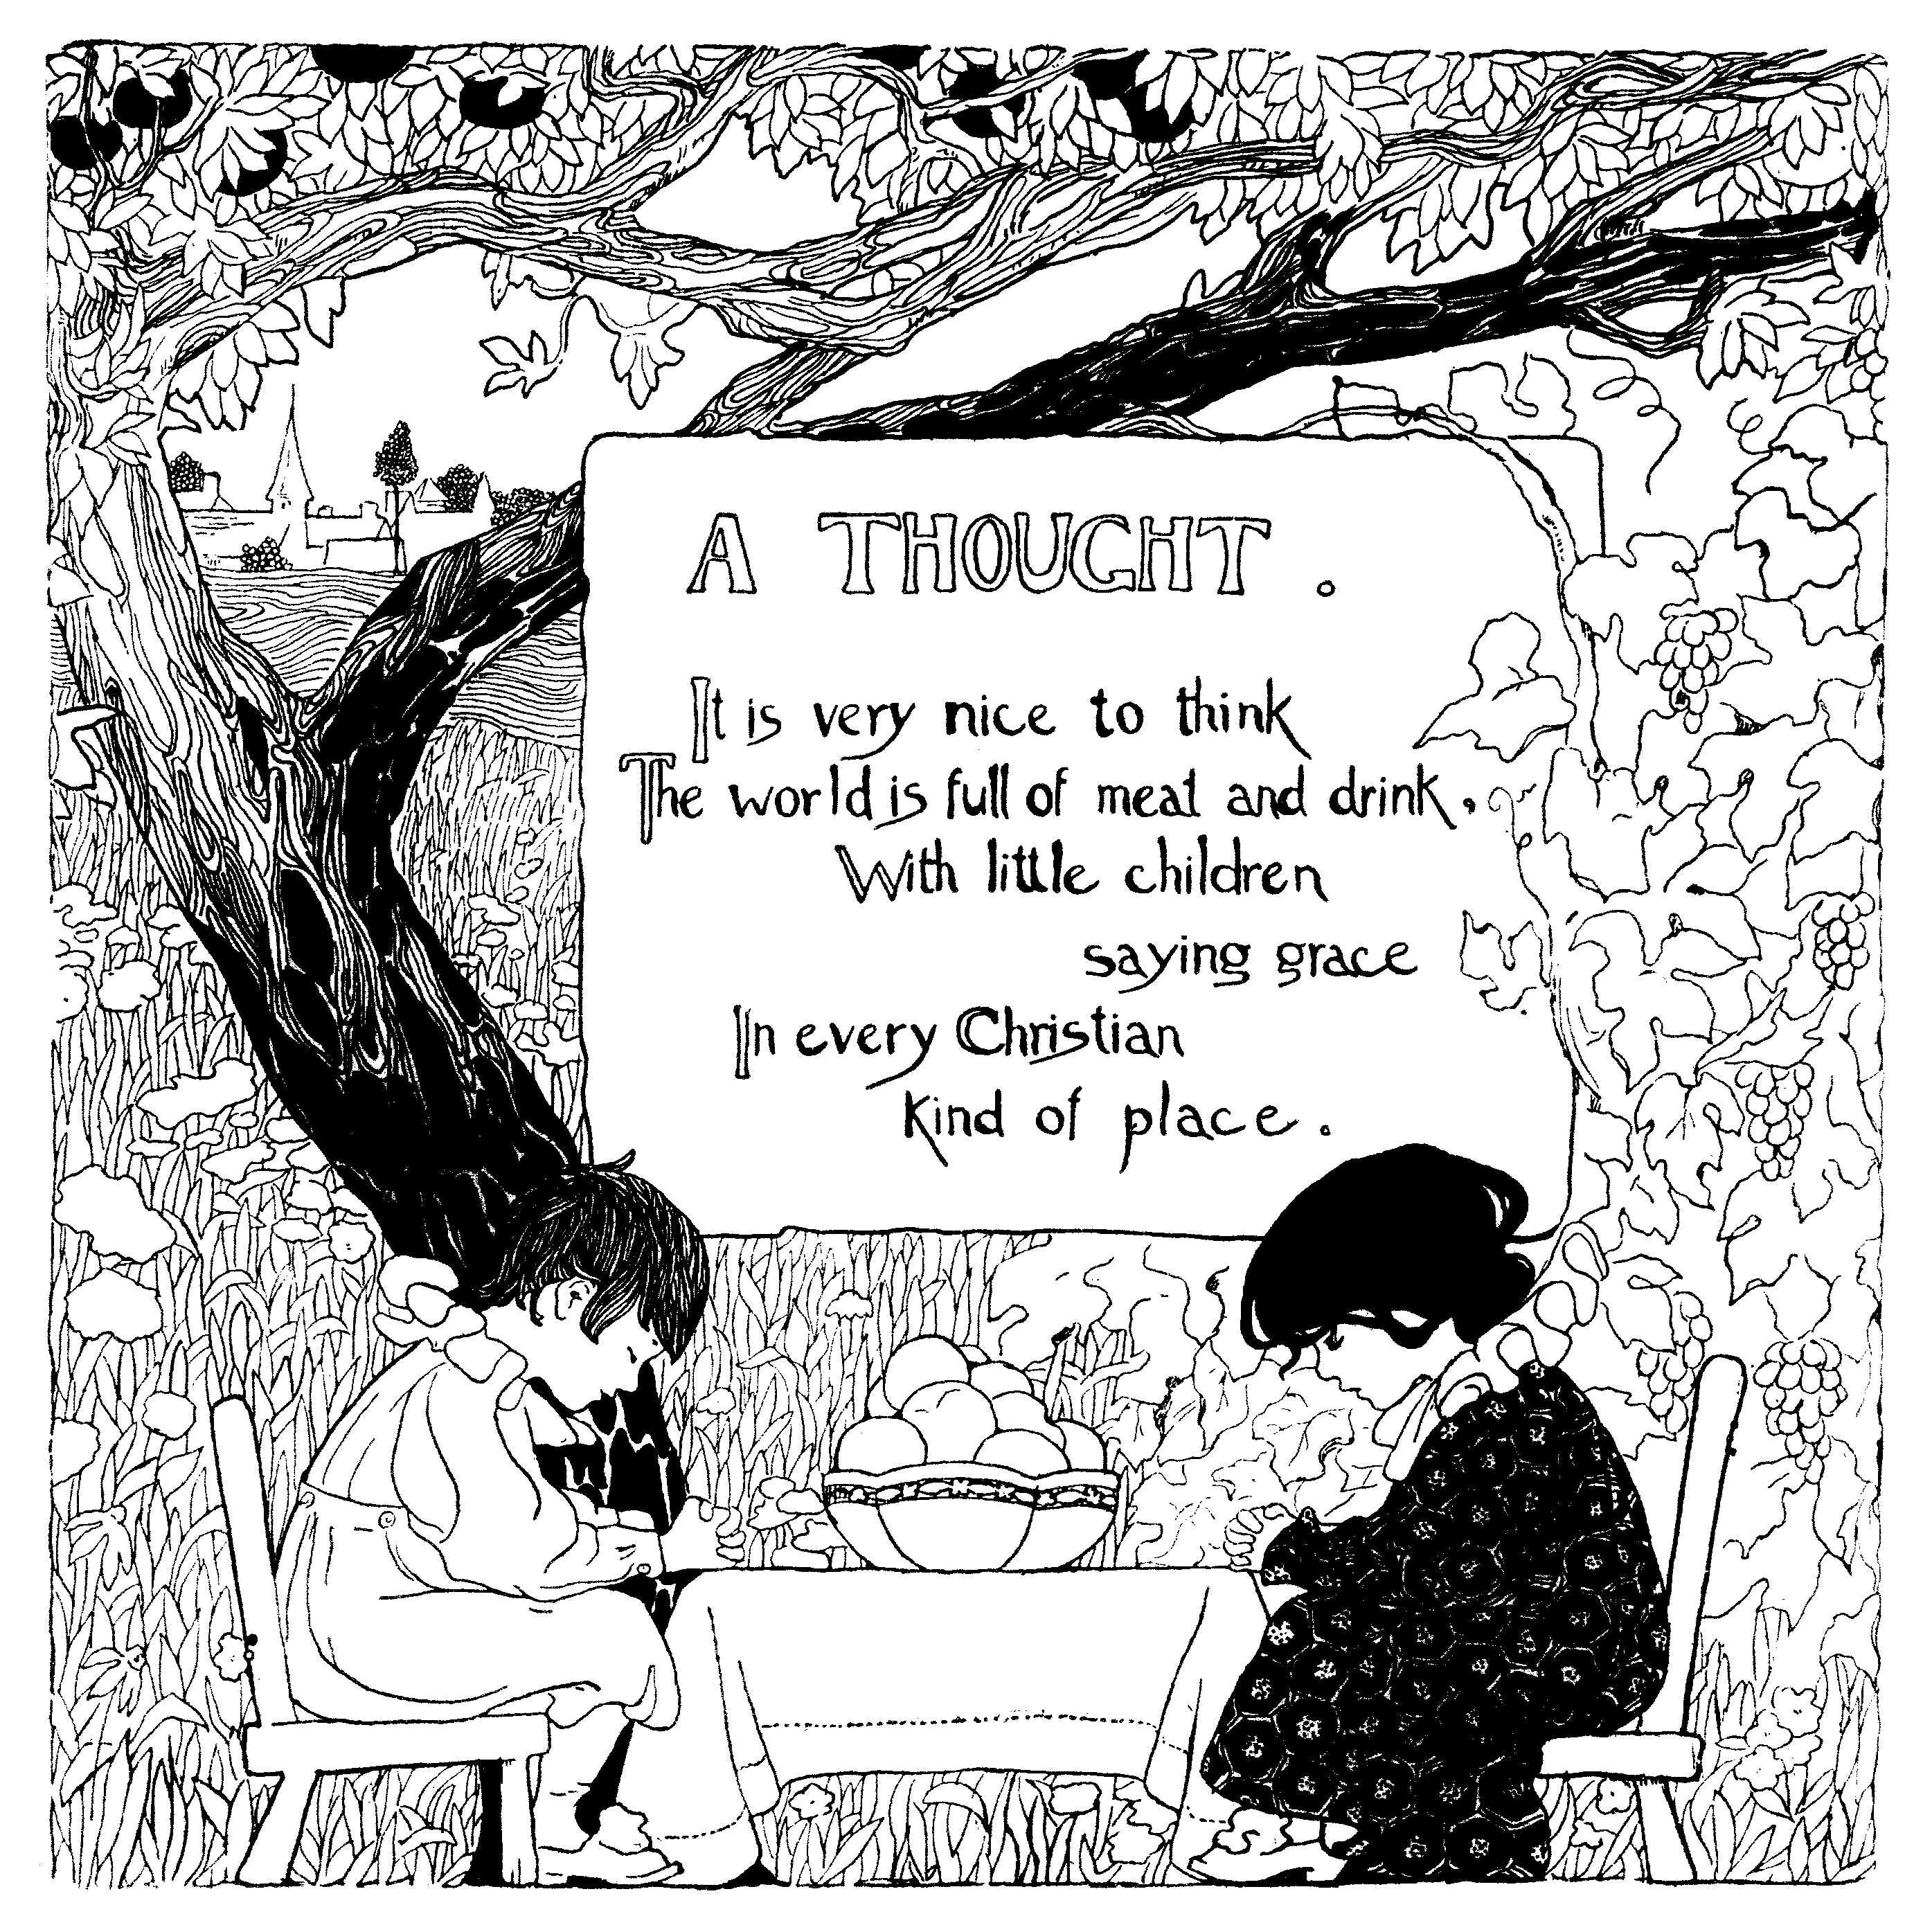 A THOUGHT.
It is very nice to think
The world is full of meat and drink,
With little children
saying grace
In every Christian
kind of place.